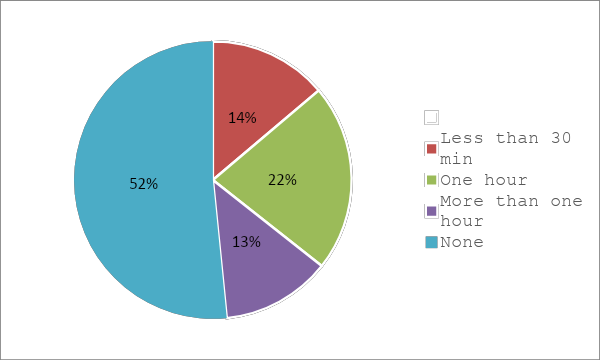 14%
22%
13%
52%
Less than 30
min
One hour
More than one
hour
None